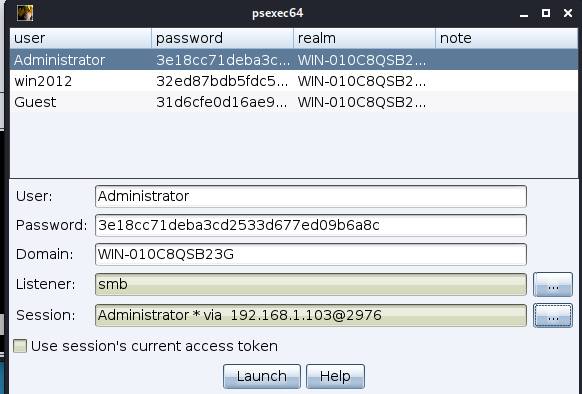 psexec64
user password realm note
Administrator 3e18cc71deba3c... WIN-010C8QSB2...
win2012 32ed87bdb5fdc5... WIN-010C8QSB2...
Guest 31d6cfe0d16ae9... WIN-010C8QSB2...
User: Administrator
Password: 3e18cc71deba3cd2533d677ed09b6a8c
Domain: WIN-010C8QSB23G
Listener: smb ...
Session: Administrator * via 192.168.1.103@2976 ...
Use session's current access token
Launch Help